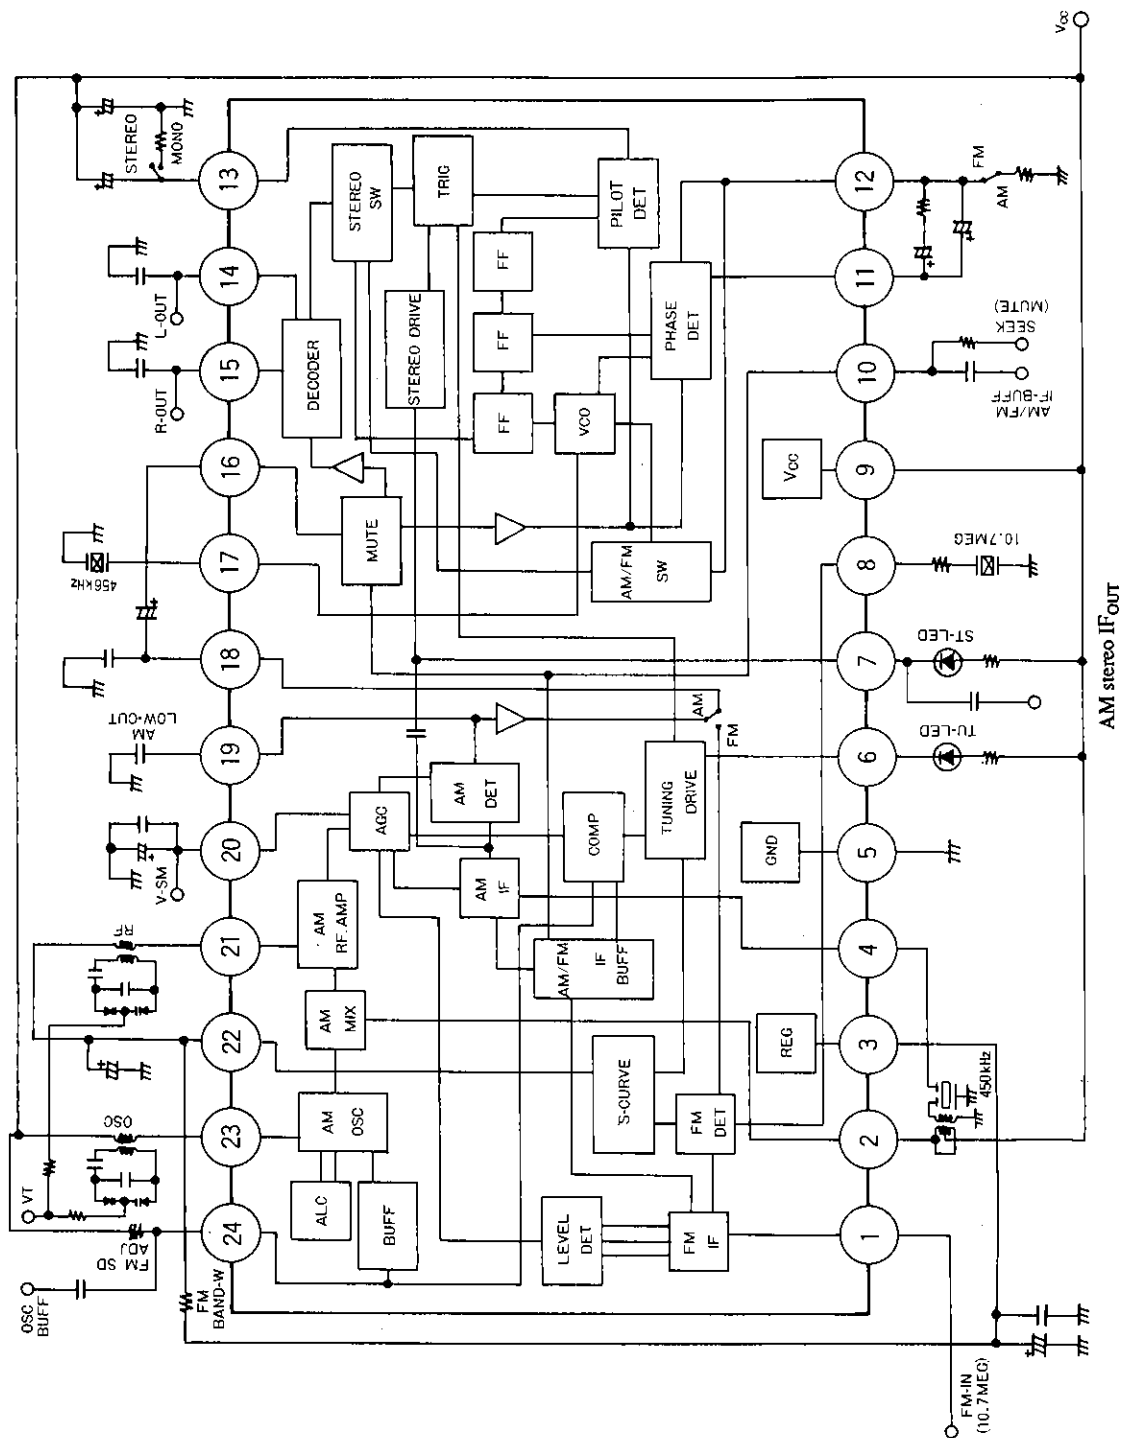 OSC
BUFF
FM SD
ADJ
VT
OSC
RF
V-SM
AM
LOW-CUT
456kHz
R-OUT
L-OUT
STEREO
MONO
Vcc
FM
BAND-W
24
23
22
21
20
19
18
17
16
15
14
13
ALC
BUFF
AM
OSC
AM
MIX
AM
RF.AMP
AGC
AM
DET
AM
IF
COMP
TUNING
DRIVE
AM/FM
IF
BUFF
S-CURVE
FM
DET
LEVEL
DET
FM
IF
REG
GND
AM
FM
MUTE
DECODER
STEREO
SW
STEREO DRIVE
TRIG
FF
FF
FF
VCO
PILOT
DET
PHASE
DET
AM/FM
SW
Vcc
1
2
3
4
5
6
7
8
9
10
11
12
FM-IN
(10.7MEG)
450kHz
TU-LED
ST-LED
10.7MEG
AM/FM
IF-BUFF
SEEK
(MUTE)
AM
FM
AM stereo IFOUT